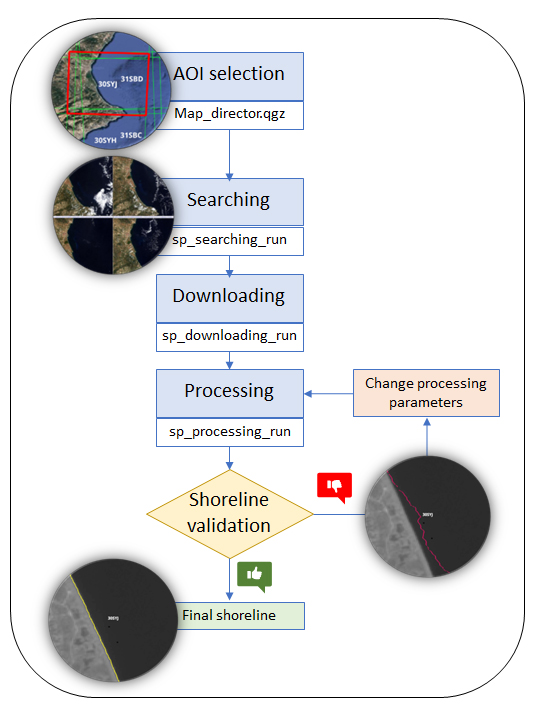 AOI selection
30SYJ
31SBD
Map_director.qgz
30SYH
31SBC
Searching
sp_searching_run
Downloading
sp_downloading_run
Processing
Change processing
parameters
sp_processing_run
Shoreline
validation
30SYJ
30SYJ
Final shoreline